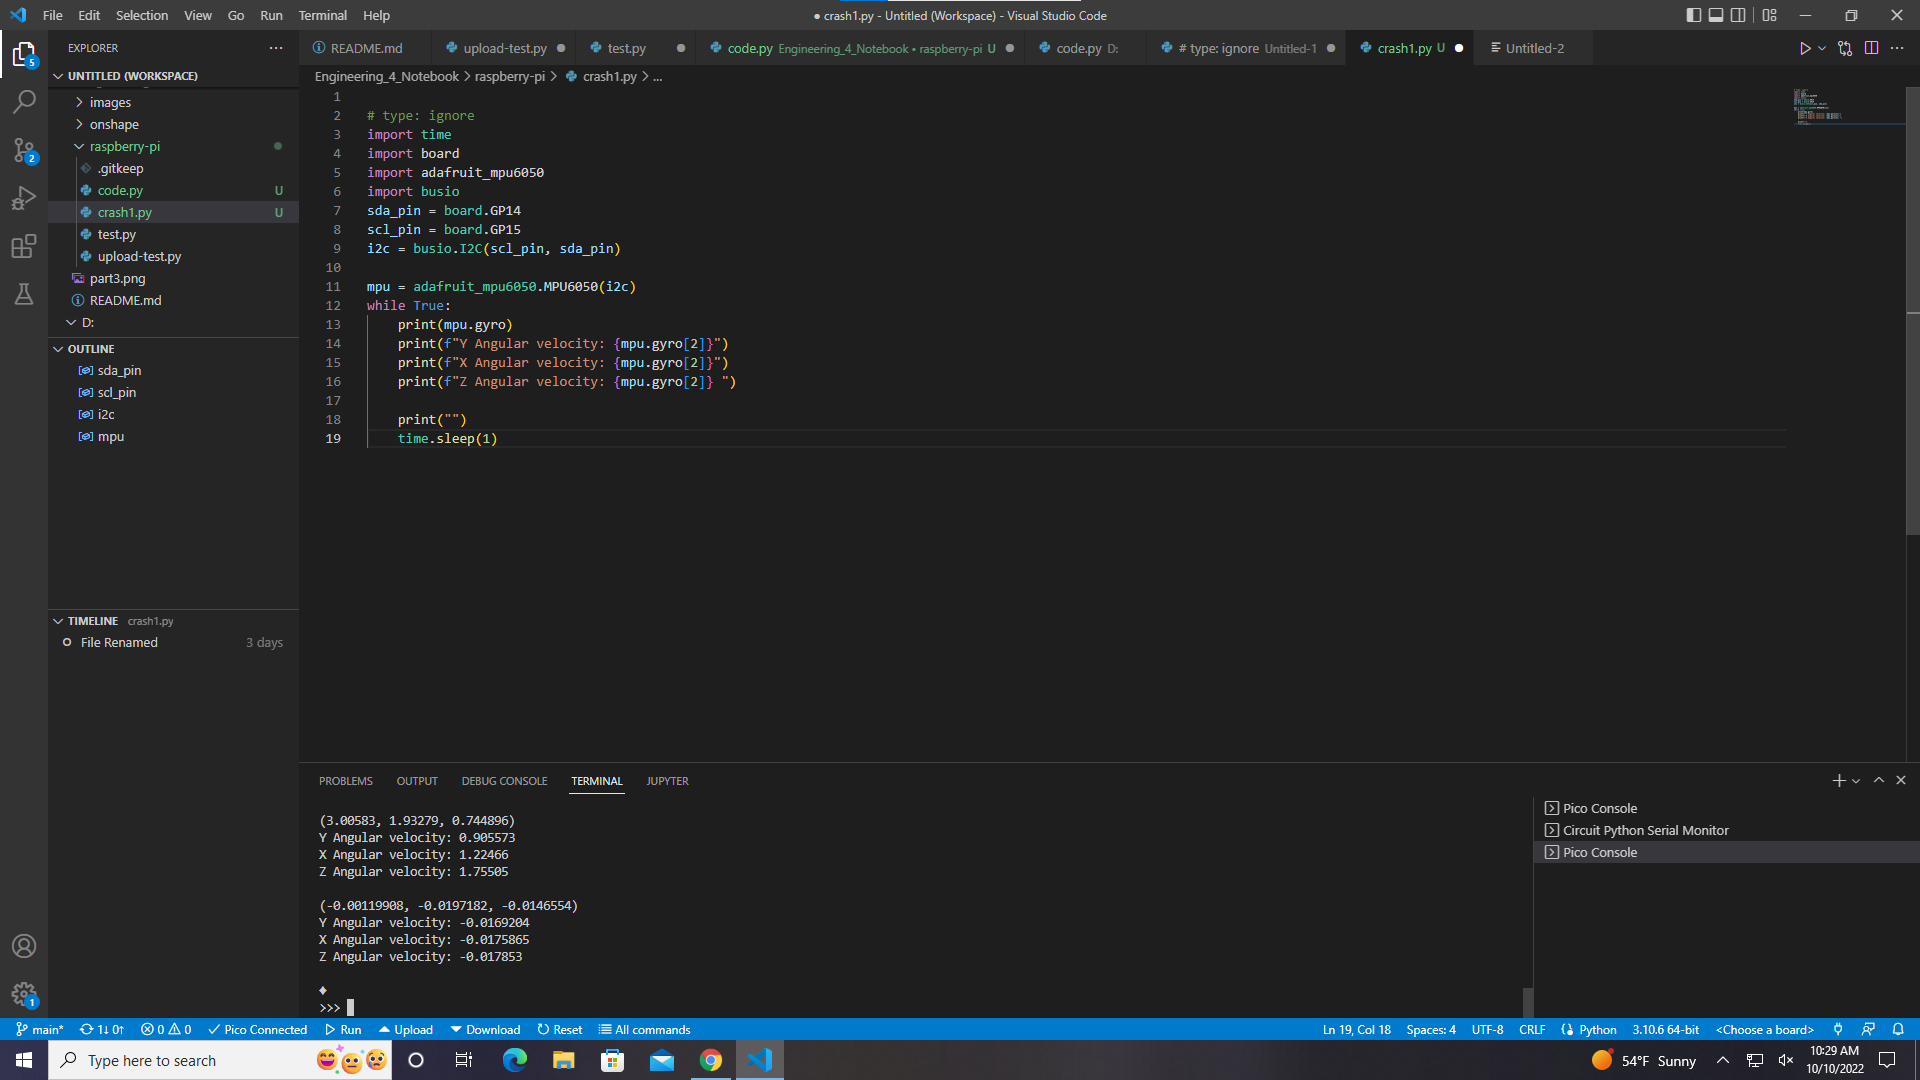 File Edit Selection View Go Run Terminal Help
● crash1.py - Untitled (Workspace) - Visual Studio Code
EXPLORER
README.md
upload-test.py
test.py
code.py Engineering_4_Notebook • raspberry-pi U
code.py D:
# type: ignore Untitled-1
crash1.py U
Untitled-2
5
UNTITLED (WORKSPACE)
Engineering_4_Notebook > raspberry-pi > crash1.py > ...
images
onshape
raspberry-pi
.gitkeep
code.py U
crash1.py U
test.py
upload-test.py
part3.png
README.md
D:
2
OUTLINE
sda_pin
scl_pin
i2c
mpu
TIMELINE crash1.py
File Renamed 3 days
1
2 # type: ignore
3 import time
4 import board
5 import adafruit_mpu6050
6 import busio
7 sda_pin = board.GP14
8 scl_pin = board.GP15
9 i2c = busio.I2C(scl_pin, sda_pin)
10
11 mpu = adafruit_mpu6050.MPU6050(i2c)
12 while True:
13 print(mpu.gyro)
14 print(f"Y Angular velocity: {mpu.gyro[2]}")
15 print(f"X Angular velocity: {mpu.gyro[2]}")
16 print(f"Z Angular velocity: {mpu.gyro[2]} ")
17
18 print("")
19 time.sleep(1)
PROBLEMS OUTPUT DEBUG CONSOLE TERMINAL JUPYTER
(3.00583, 1.93279, 0.744896)
Y Angular velocity: 0.905573
X Angular velocity: 1.22466
Z Angular velocity: 1.75505
(-0.00119908, -0.0197182, -0.0146554)
Y Angular velocity: -0.0169204
X Angular velocity: -0.0175865
Z Angular velocity: -0.017853
♦
>>>
Pico Console
Circuit Python Serial Monitor
Pico Console
1
main* 1↓ 0↑ 0 0 Pico Connected Run Upload Download Reset All commands
Ln 19, Col 18 Spaces: 4 UTF-8 CRLF Python 3.10.6 64-bit <Choose a board>
Type here to search
54°F Sunny
10:29 AM
10/10/2022